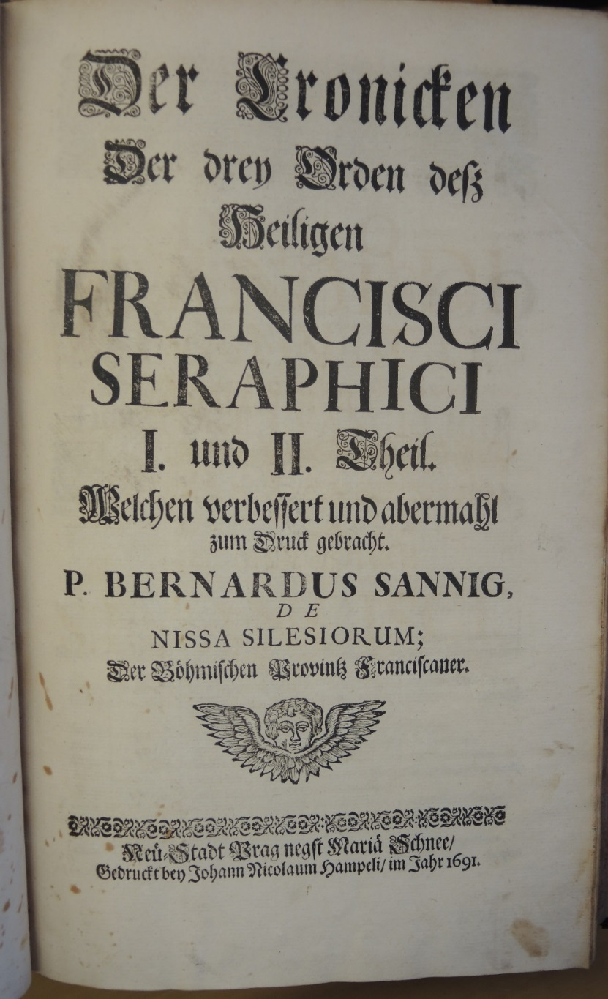 Der Cronicken
Der drey Orden deß
Heiligen
FRANCISCI
SERAPHICI
I. und II. Theil.
Welchen verbessert und abermahl
zum Druck gebracht.
P. BERNARDUS SANNIG,
DE
NISSA SILESIORUM;
Der Böhmischen Provintz Franciscaner.
Neü-Stadt Prag negst Mariä Schnee/
Gedruckt bey Johann Nicolaum Hampeli/ im Jahr 1691.